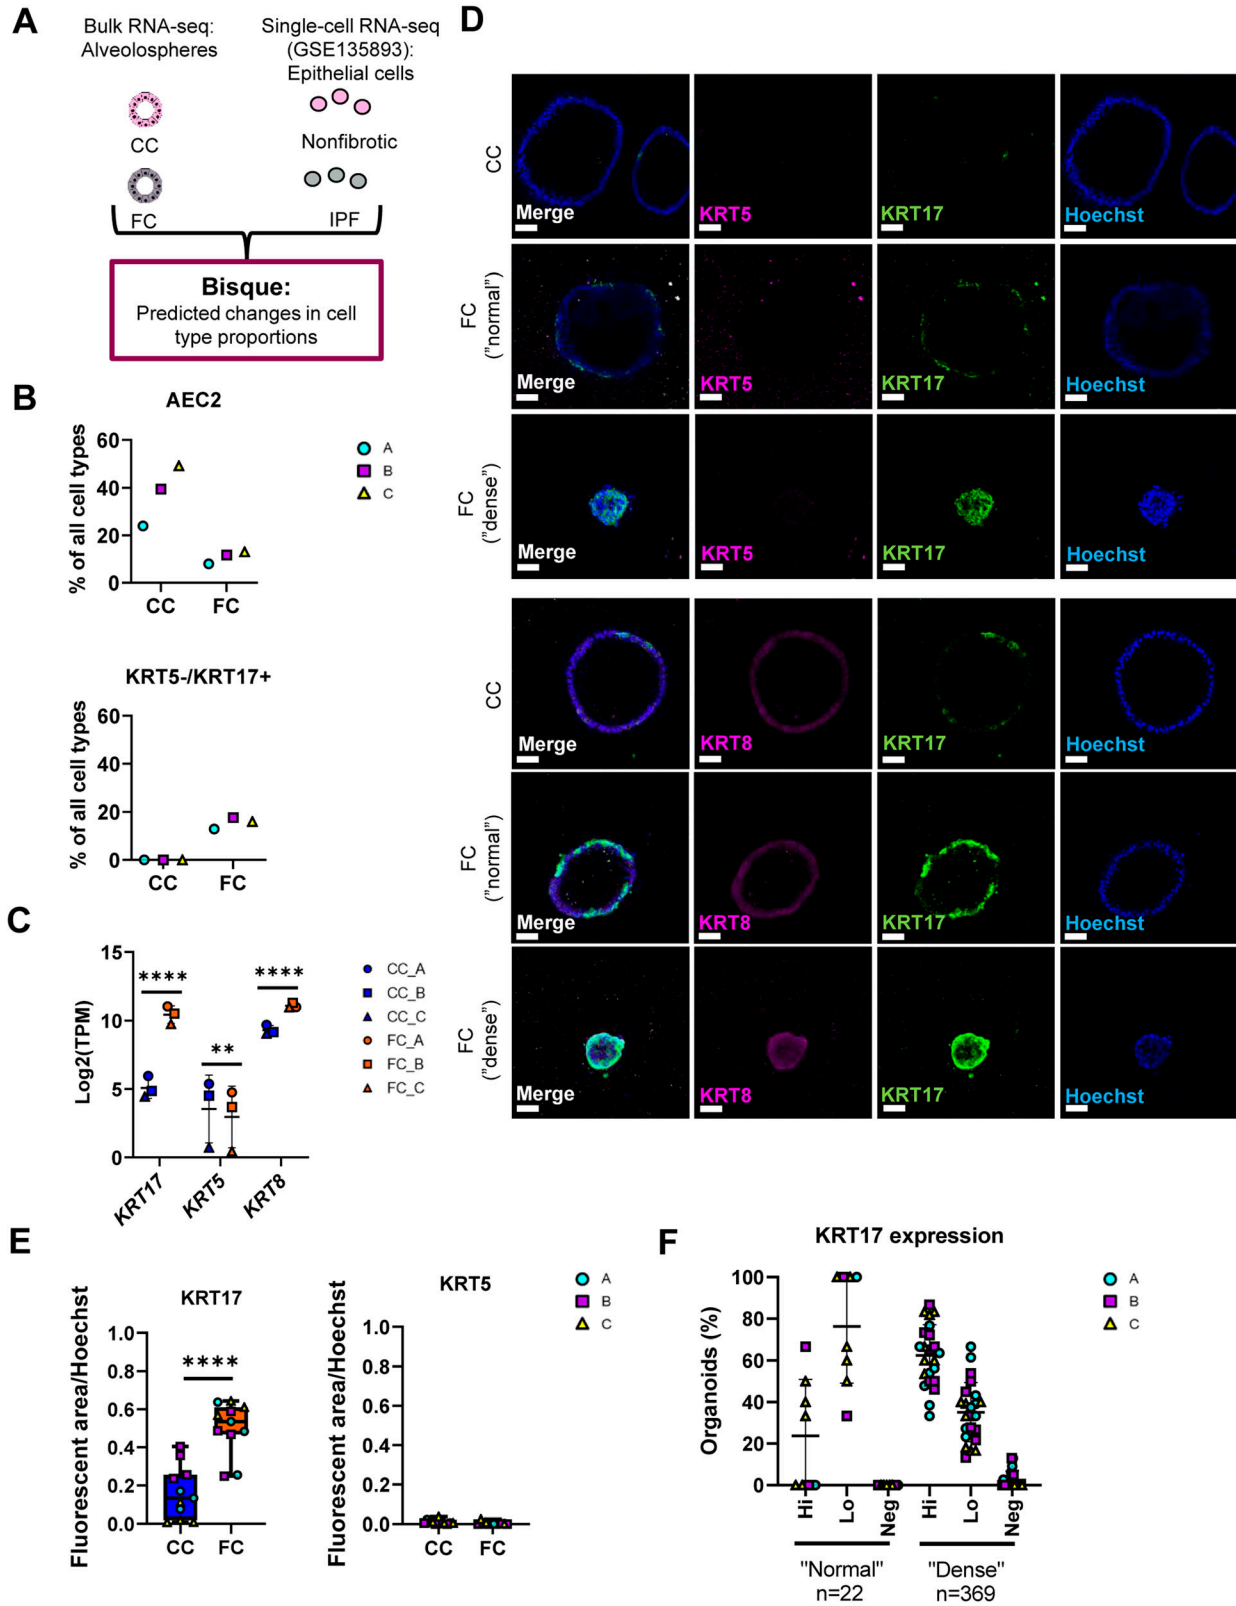 A
Bulk RNA-seq:
Alveolospheres
Single-cell RNA-seq
(GSE135893):
Epithelial cells
CC
Nonfibrotic
FC
IPF
Bisque:
Predicted changes in cell
type proportions
B
AEC2
% of all cell types
60
40
20
0
CC
FC
A
B
C
KRT5-/KRT17+
% of all cell types
60
40
20
0
CC
FC
C
Log2(TPM)
15
10
5
0
****
**
****
KRT17
KRT5
KRT8
CC_A
CC_B
CC_C
FC_A
FC_B
FC_C
D
CC
Merge
KRT5
KRT17
Hoechst
FC
("normal")
Merge
KRT5
KRT17
Hoechst
FC
("dense")
Merge
KRT5
KRT17
Hoechst
CC
Merge
KRT8
KRT17
Hoechst
FC
("normal")
Merge
KRT8
KRT17
Hoechst
FC
("dense")
Merge
KRT8
KRT17
Hoechst
E
KRT17
Fluorescent area/Hoechst
1.0
0.8
0.6
0.4
0.2
0.0
****
CC
FC
KRT5
Fluorescent area/Hoechst
1.0
0.8
0.6
0.4
0.2
0.0
CC
FC
A
B
C
F
KRT17 expression
Organoids (%)
100
80
60
40
20
0
Hi
Lo
Neg
Hi
Lo
Neg
"Normal"
n=22
"Dense"
n=369
A
B
C